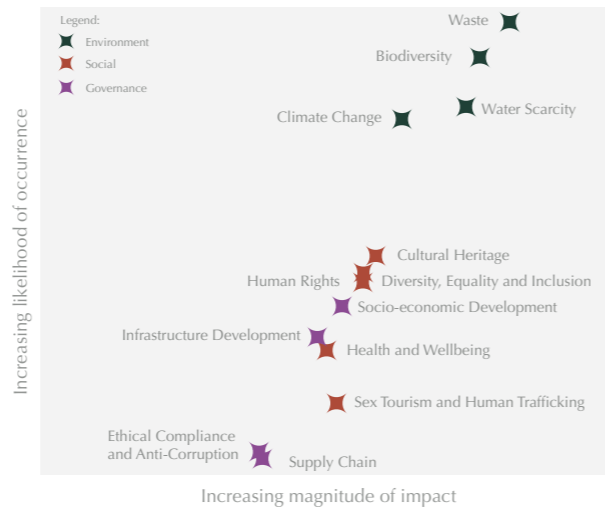 Legend:
Environment
Social
Governance
Waste
Biodiversity
Water Scarcity
Climate Change
Cultural Heritage
Human Rights
Diversity, Equality and Inclusion
Socio-economic Development
Infrastructure Development
Health and Wellbeing
Sex Tourism and Human Trafficking
Ethical Compliance
and Anti-Corruption
Supply Chain
Increasing likelihood of occurrence
Increasing magnitude of impact